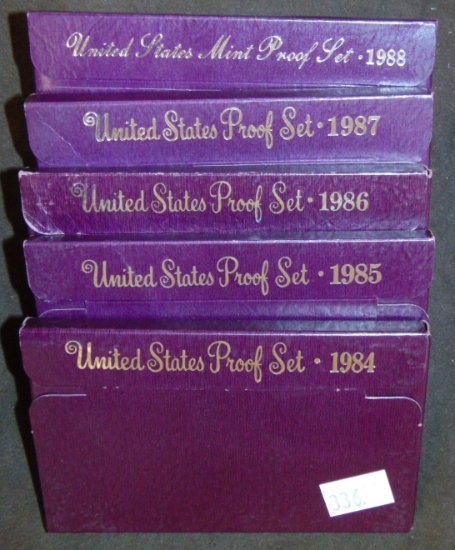 United States Mint Proof Set · 1988
United States Proof Set · 1987
United States Proof Set · 1986
United States Proof Set · 1985
United States Proof Set · 1984
336.